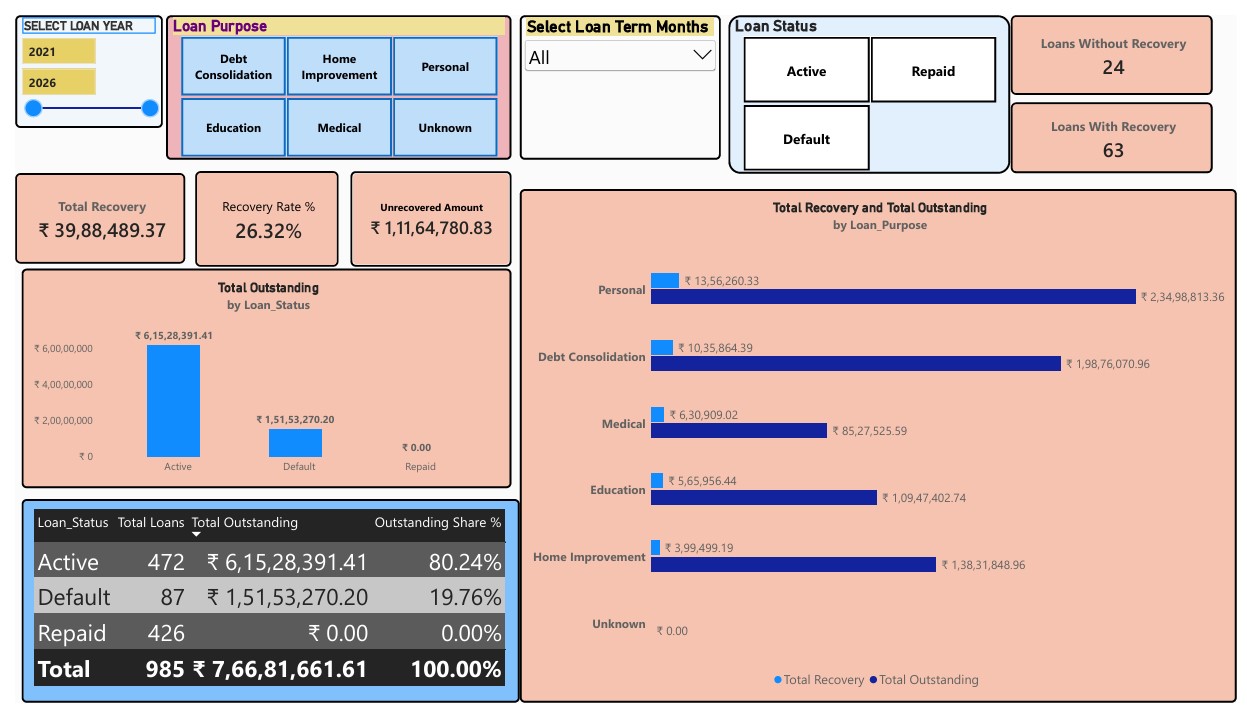 SELECT LOAN YEAR
2021
2026
Loan Purpose
Debt
Consolidation
Home
Improvement
Personal
Education
Medical
Unknown
Select Loan Term Months
All
Loan Status
Active
Repaid
Default
Loans Without Recovery
24
Loans With Recovery
63
Total Recovery
₹ 39,88,489.37
Recovery Rate %
26.32%
Unrecovered Amount
₹ 1,11,64,780.83
Total Outstanding
by Loan_Status
₹ 6,00,00,000
₹ 4,00,00,000
₹ 2,00,00,000
₹ 0
₹ 6,15,28,391.41
₹ 1,51,53,270.20
₹ 0.00
Active Default Repaid
Loan_Status Total Loans Total Outstanding Outstanding Share %
Active 472 ₹ 6,15,28,391.41 80.24%
Default 87 ₹ 1,51,53,270.20 19.76%
Repaid 426 ₹ 0.00 0.00%
Total 985 ₹ 7,66,81,661.61 100.00%
Total Recovery and Total Outstanding
by Loan_Purpose
Personal
₹ 13,56,260.33
₹ 2,34,98,813.36
Debt Consolidation
₹ 10,35,864.39
₹ 1,98,76,070.96
Medical
₹ 6,30,909.02
₹ 85,27,525.59
Education
₹ 5,65,956.44
₹ 1,09,47,402.74
Home Improvement
₹ 3,99,499.19
₹ 1,38,31,848.96
Unknown
₹ 0.00
Total Recovery Total Outstanding